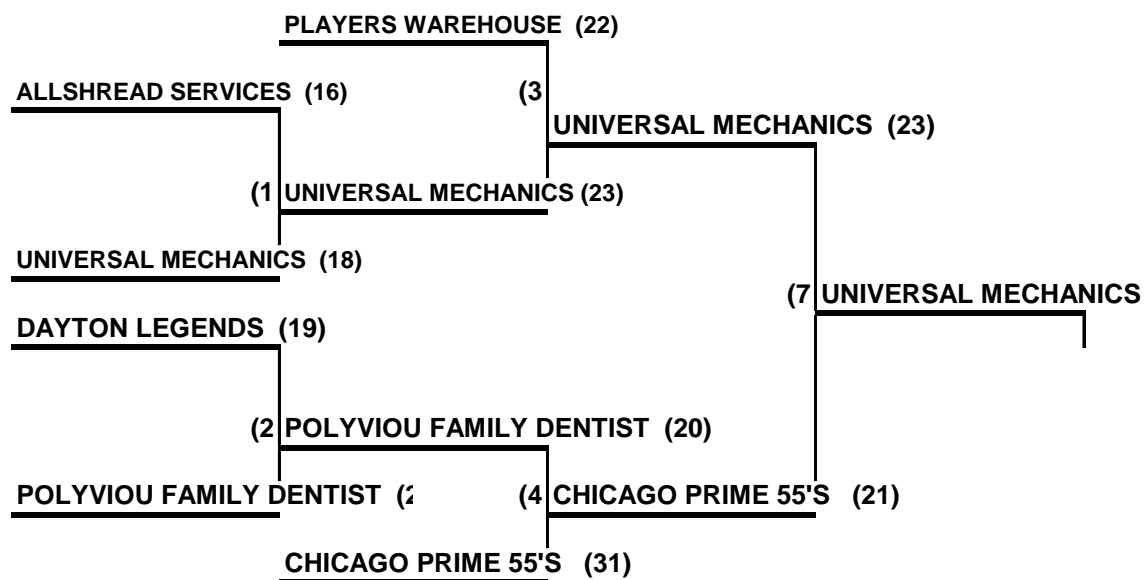 PLAYERS WAREHOUSE (22)
ALLSHREAD SERVICES (16)
(3
UNIVERSAL MECHANICS (23)
(1 UNIVERSAL MECHANICS (23)
UNIVERSAL MECHANICS (18)
(7 UNIVERSAL MECHANICS
DAYTON LEGENDS (19)
(2 POLYVIOU FAMILY DENTIST (20)
POLYVIOU FAMILY DENTIST
(4 CHICAGO PRIME 55'S (21)
CHICAGO PRIME 55'S (31)